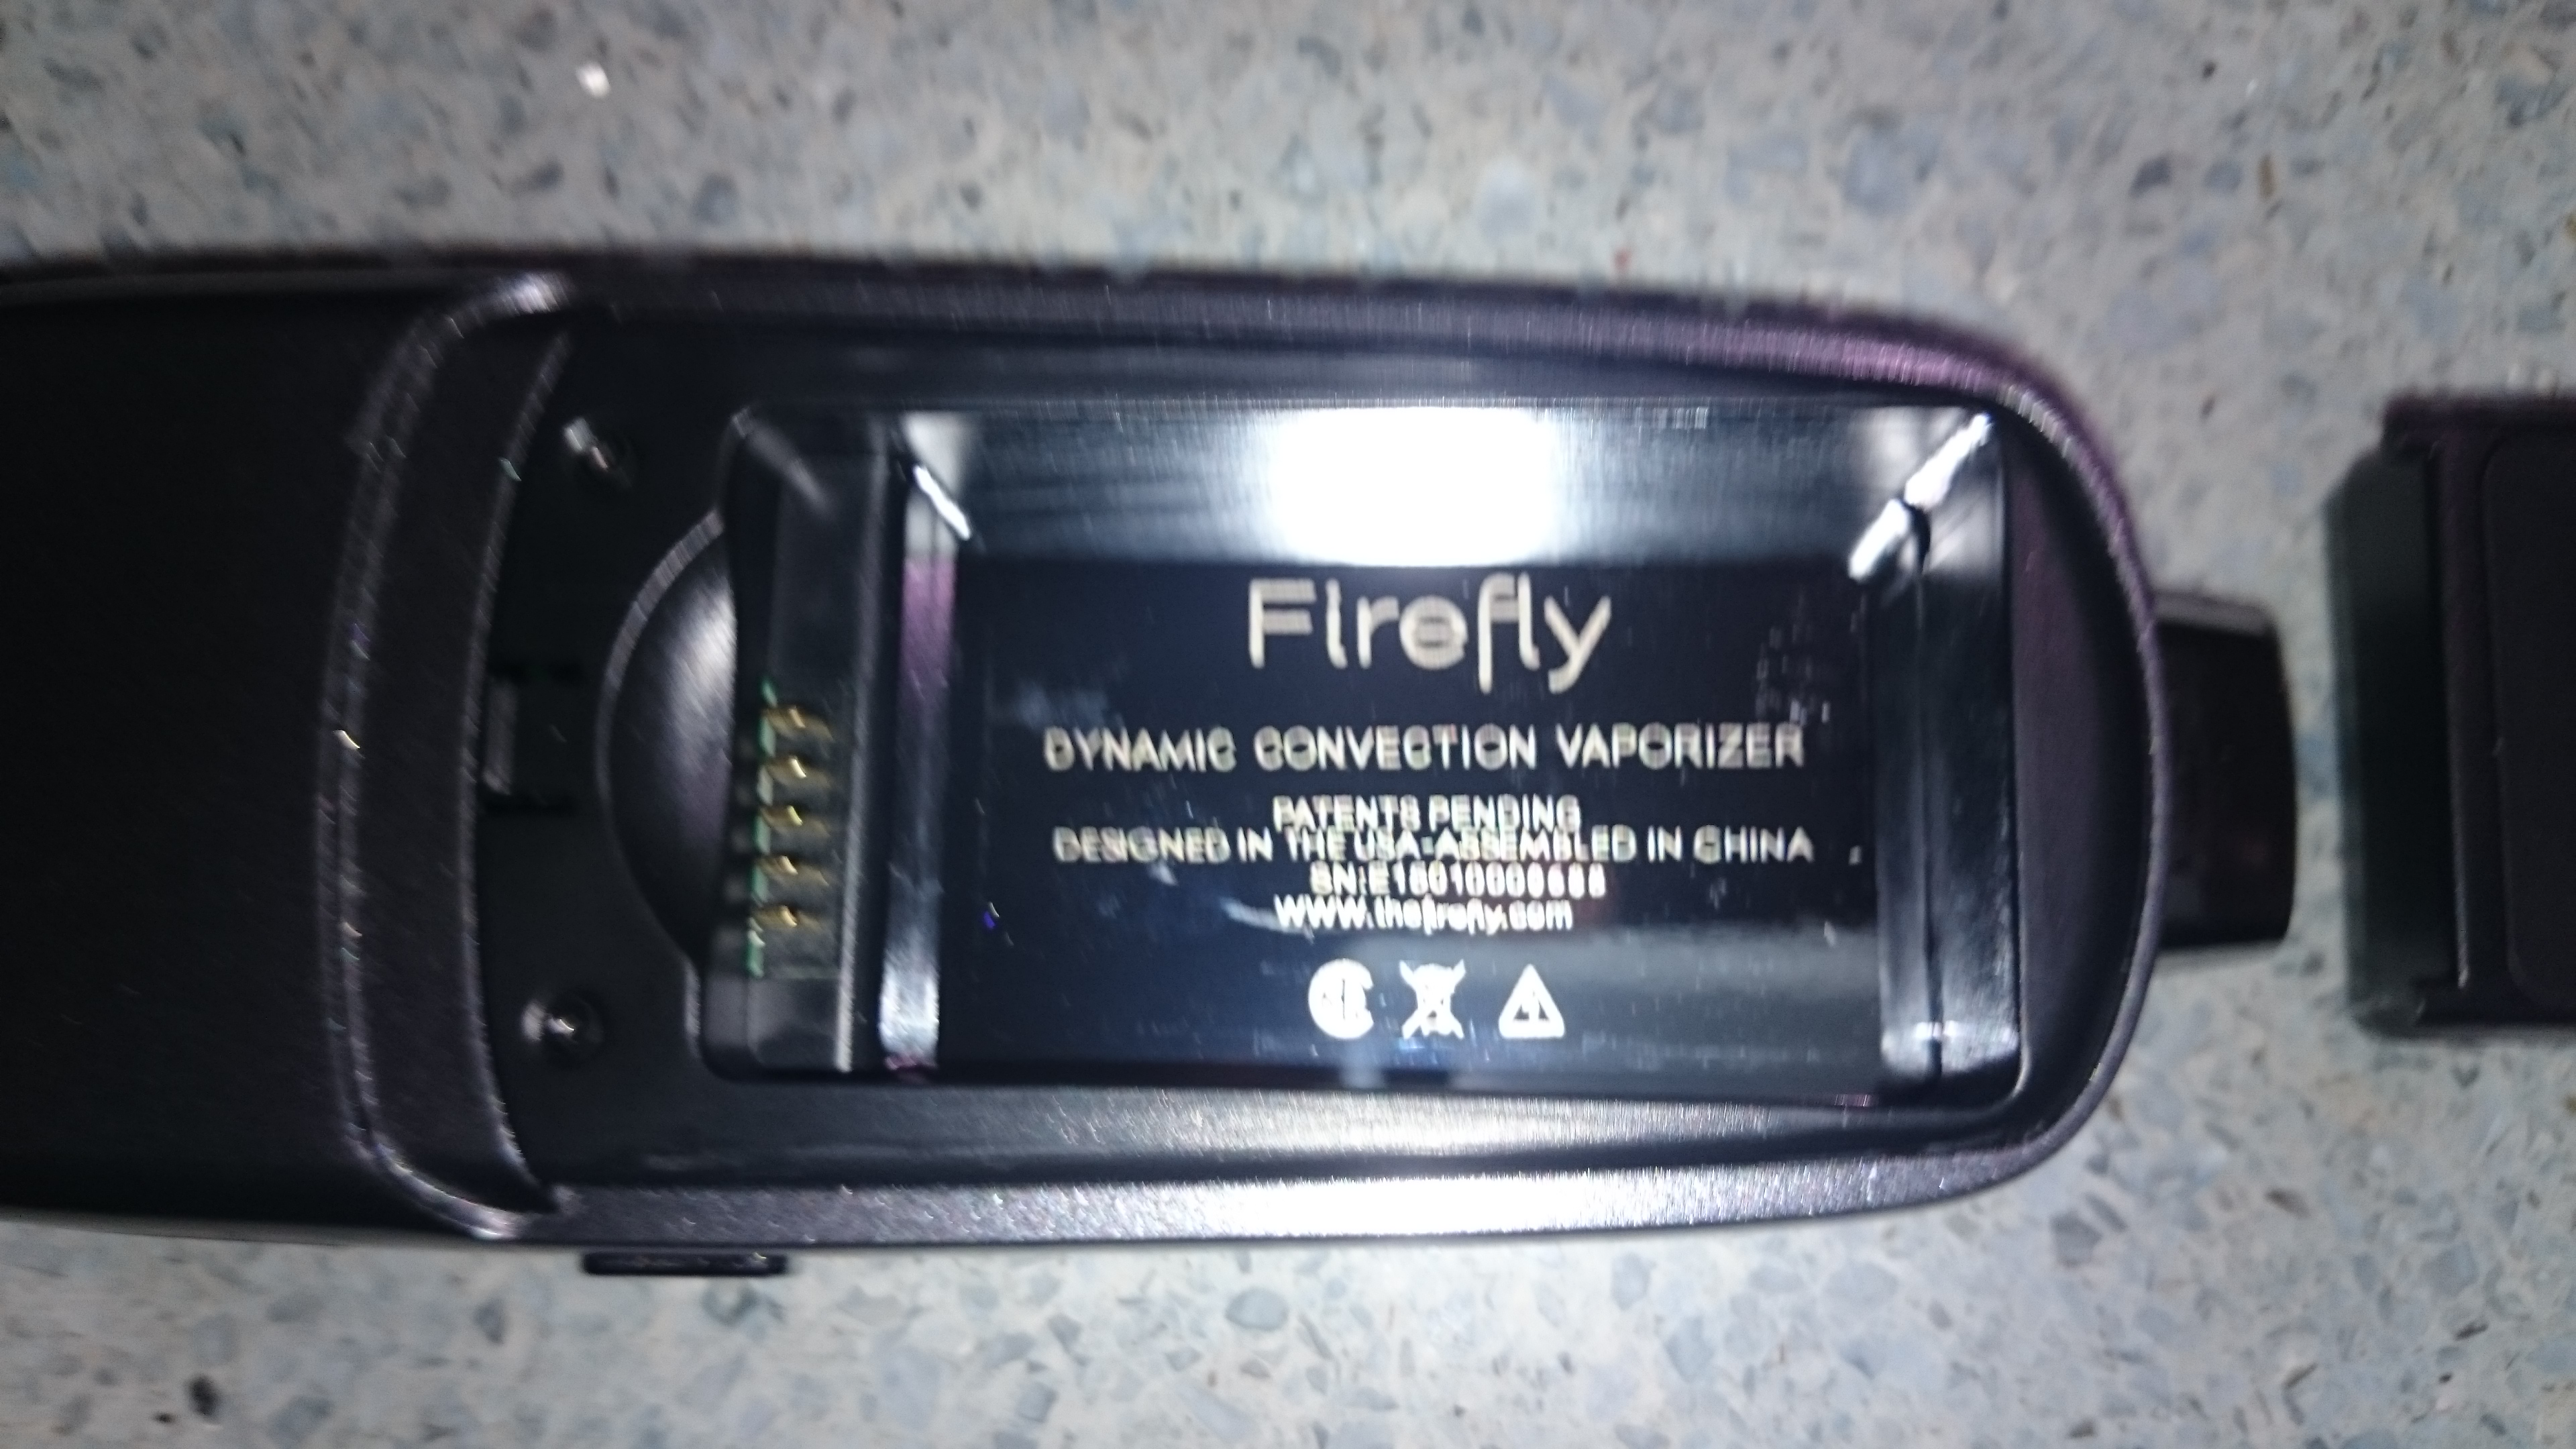 Firefly
DYNAMIC CONVECTION VAPORIZER
PATENTS PENDING
DESIGNED IN THE USA-ASSEMBLED IN CHINA
www.thefirefly.com